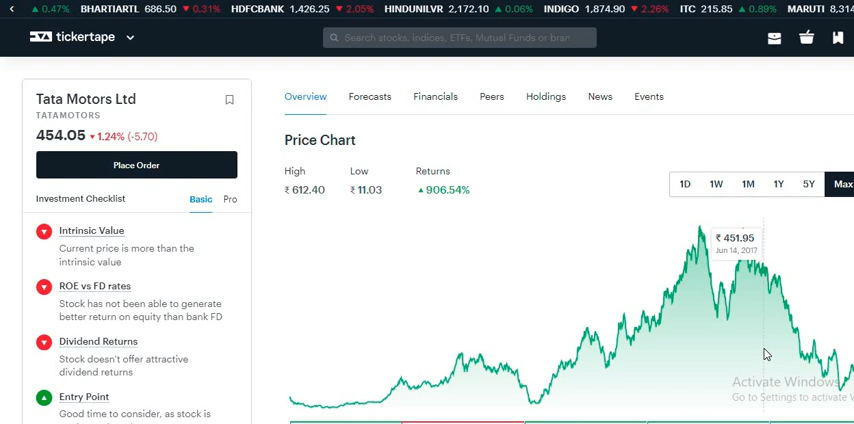 0.47% BHARTIARTL 686.50 ▼ 0.31% HDFCBANK 1,426.25 ▼ 2.05% HINDUNILVR 2,172.10 ▲ 0.06% INDIGO 1,874.90 ▼ 2.26% ITC 215.85 ▲ 0.89% MARUTI 8,314
tickertape
Search stocks, indices, ETFs, Mutual Funds or bran
Tata Motors Ltd
TATAMOTORS
454.05 ▼ 1.24% (-5.70)
Place Order
Investment Checklist Basic Pro
Intrinsic Value
Current price is more than the
intrinsic value
ROE vs FD rates
Stock has not been able to generate
better return on equity than bank FD
Dividend Returns
Stock doesn't offer attractive
dividend returns
Entry Point
Good time to consider, as stock is
Overview Forecasts Financials Peers Holdings News Events
Price Chart
High Low Returns
₹ 612.40 ₹ 11.03 ▲ 906.54%
1D 1W 1M 1Y 5Y Max
₹ 451.95
Jun 14, 2017
Activate Windows
Go to Settings to activate W